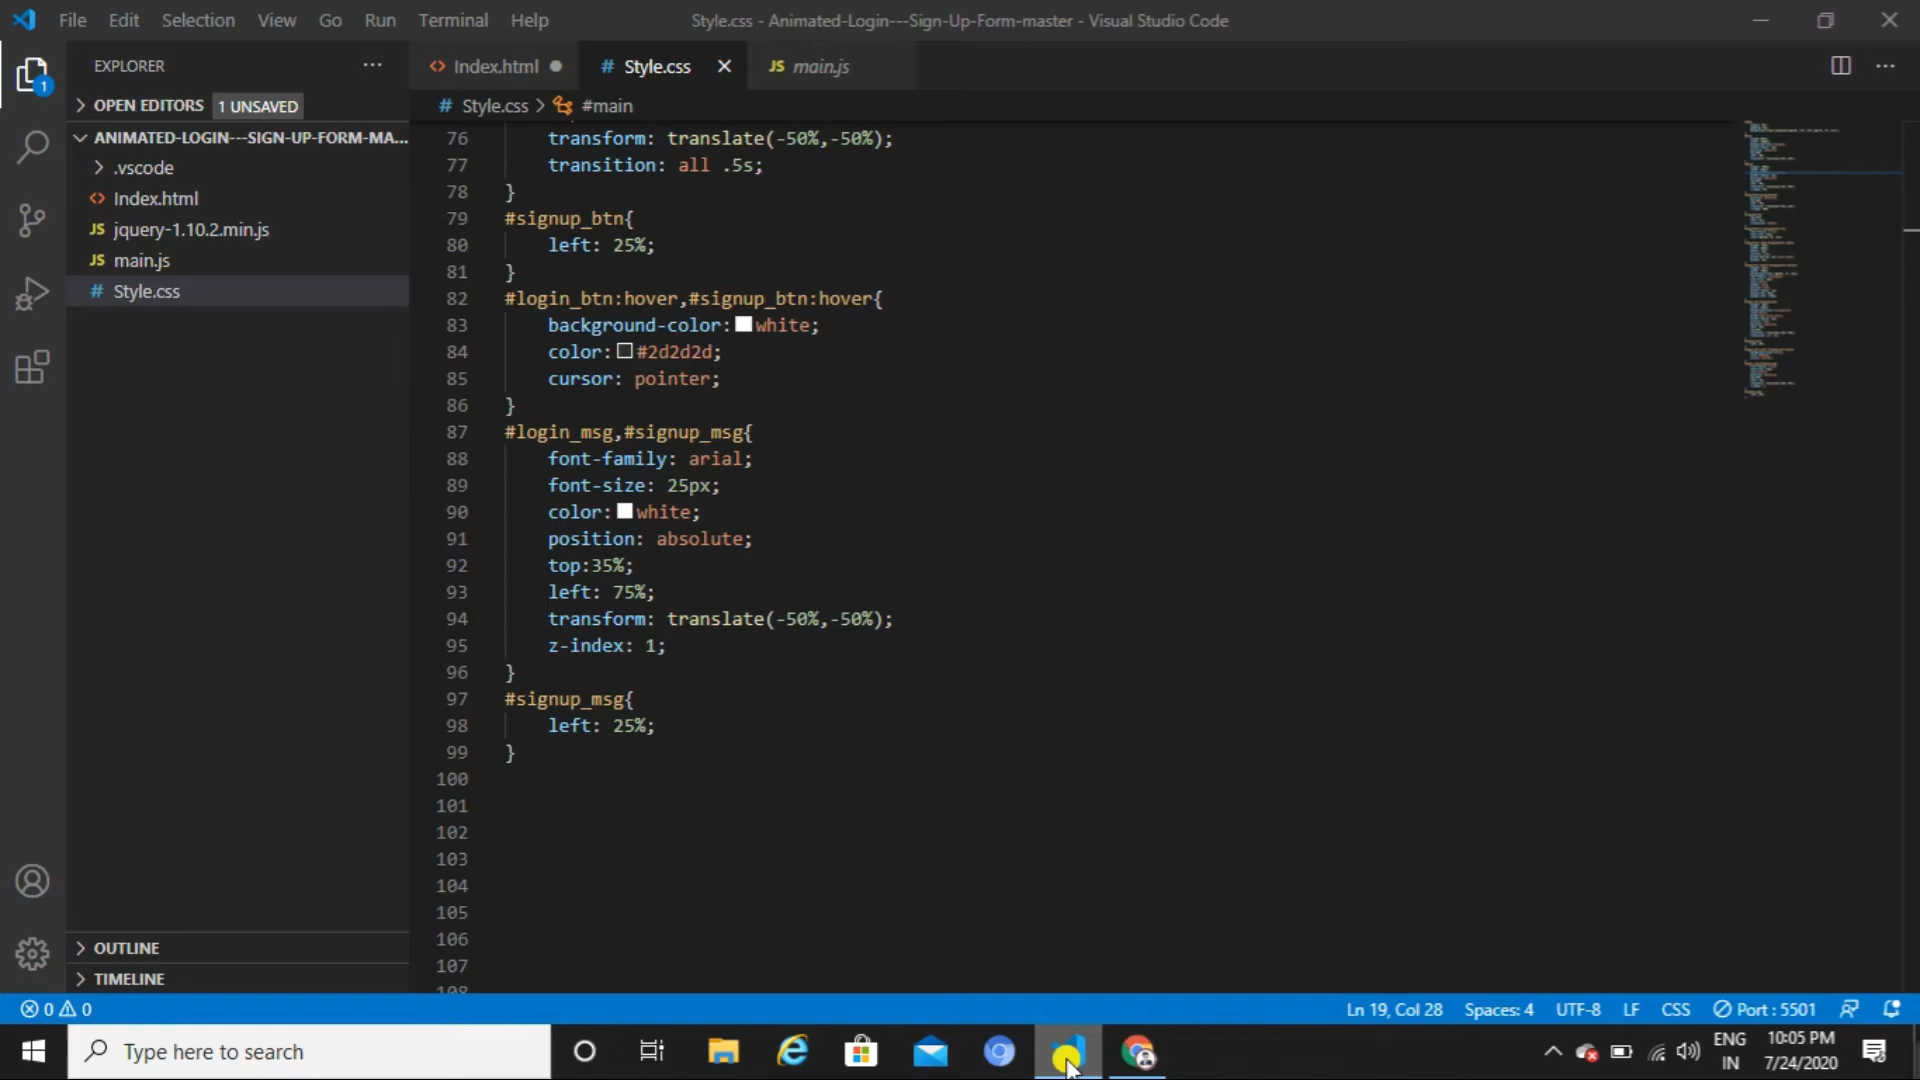 File Edit Selection View Go Run Terminal Help
Style.css - Animated-Login---Sign-Up-Form-master - Visual Studio Code
EXPLORER
1
OPEN EDITORS 1 UNSAVED
ANIMATED-LOGIN---SIGN-UP-FORM-MA...
.vscode
<> Index.html
JS jquery-1.10.2.min.js
JS main.js
# Style.css
OUTLINE
TIMELINE
<> Index.html
# Style.css
JS main.js
# Style.css > #main
76 transform: translate(-50%,-50%);
77 transition: all .5s;
78 }
79 #signup_btn{
80 left: 25%;
81 }
82 #login_btn:hover,#signup_btn:hover{
83 background-color: white;
84 color: #2d2d2d;
85 cursor: pointer;
86 }
87 #login_msg,#signup_msg{
88 font-family: arial;
89 font-size: 25px;
90 color: white;
91 position: absolute;
92 top:35%;
93 left: 75%;
94 transform: translate(-50%,-50%);
95 z-index: 1;
96 }
97 #signup_msg{
98 left: 25%;
99 }
100
101
102
103
104
105
106
107
108
0 0
Ln 19, Col 28 Spaces: 4 UTF-8 LF CSS Port : 5501
Type here to search
ENG
IN
10:05 PM
7/24/2020